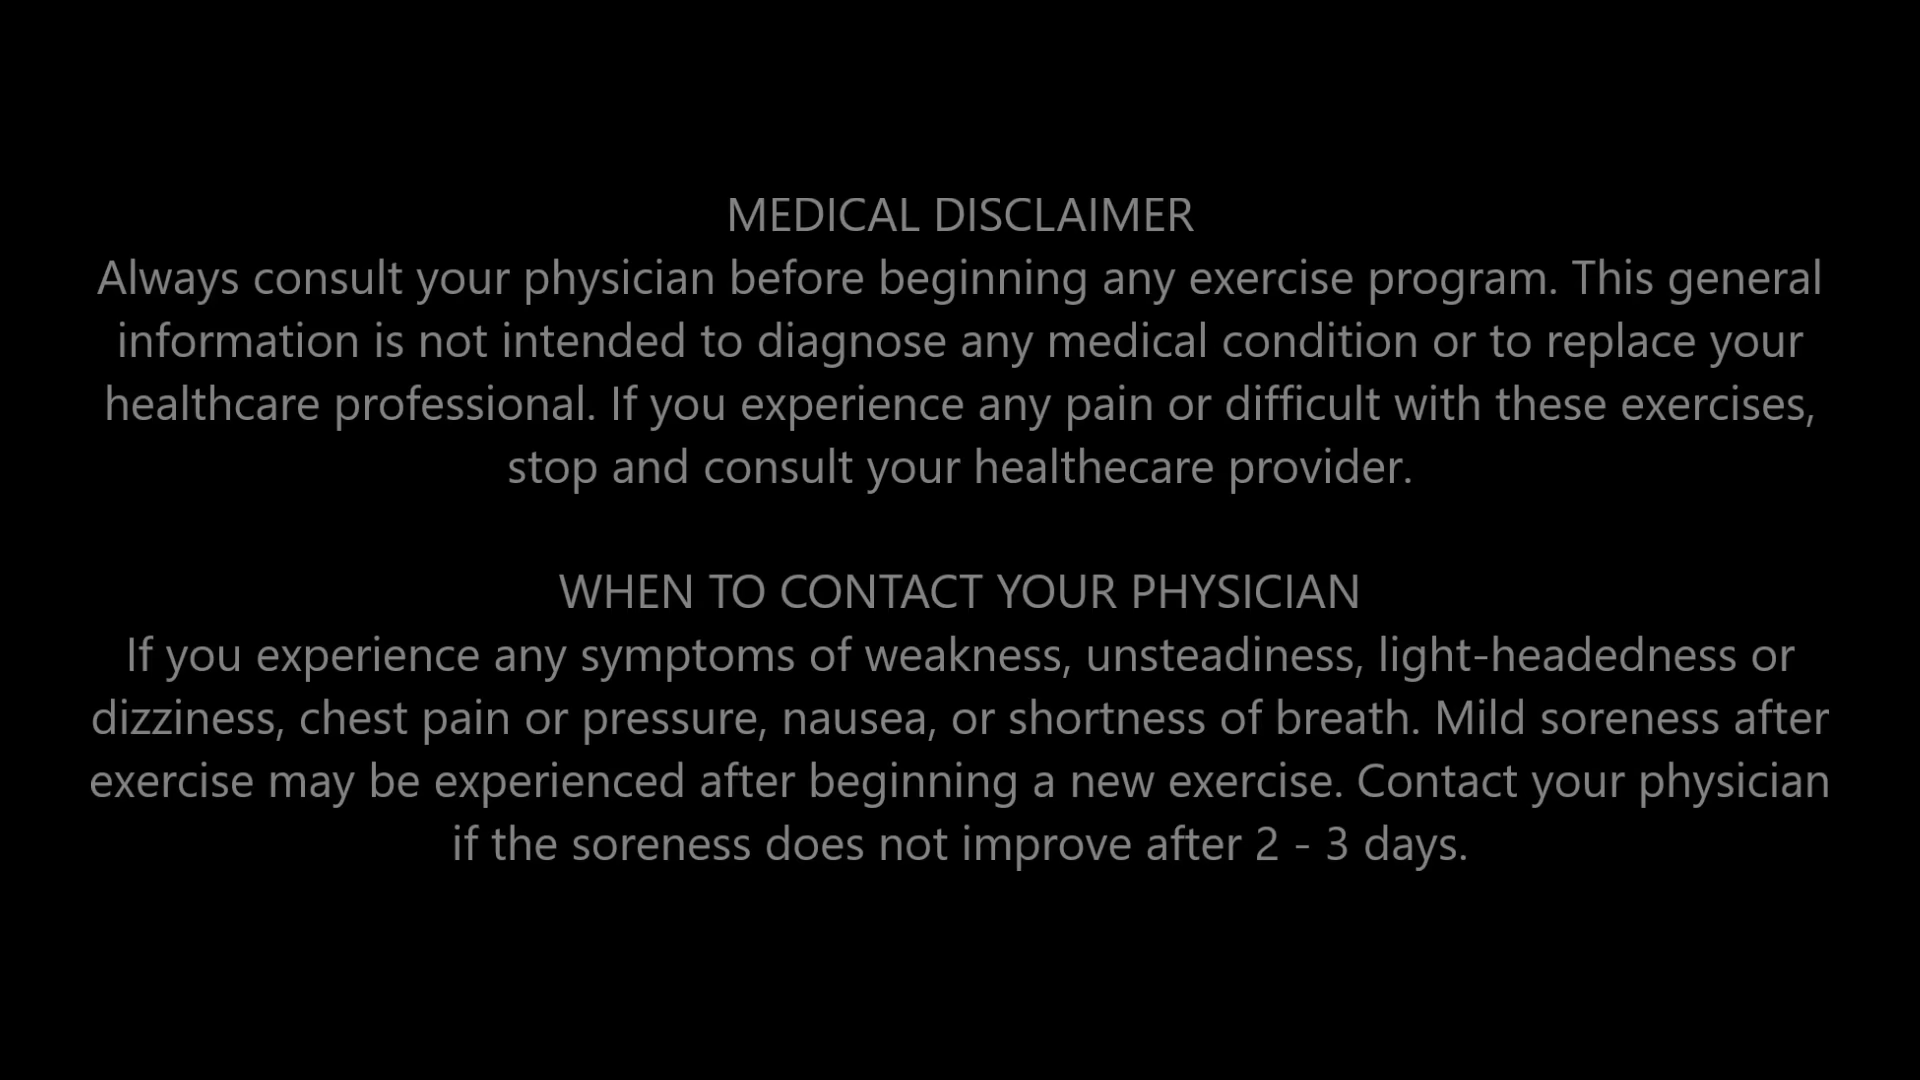 MEDICAL DISCLAIMER
Always consult your physician before beginning any exercise program. This general
information is not intended to diagnose any medical condition or to replace your
healthcare professional. If you experience any pain or difficult with these exercises,
stop and consult your healthecare provider.
WHEN TO CONTACT YOUR PHYSICIAN
If you experience any symptoms of weakness, unsteadiness, light-headedness or
dizziness, chest pain or pressure, nausea, or shortness of breath. Mild soreness after
exercise may be experienced after beginning a new exercise. Contact your physician
if the soreness does not improve after 2 - 3 days.